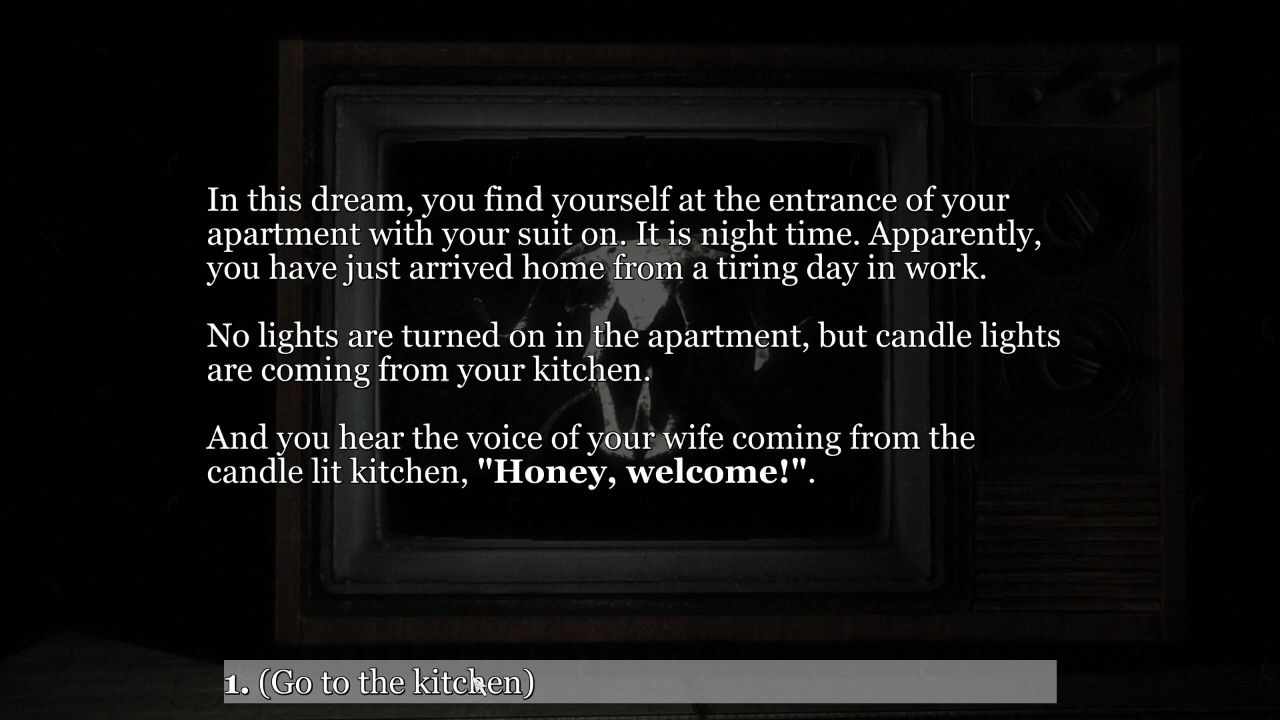 In this dream, you find yourself at the entrance of your
apartment with your suit on. It is night time. Apparently,
you have just arrived home from a tiring day in work.
No lights are turned on in the apartment, but candle lights
are coming from your kitchen.
And you hear the voice of your wife coming from the
candle lit kitchen, "Honey, welcome!".
1. (Go to the kitchen)